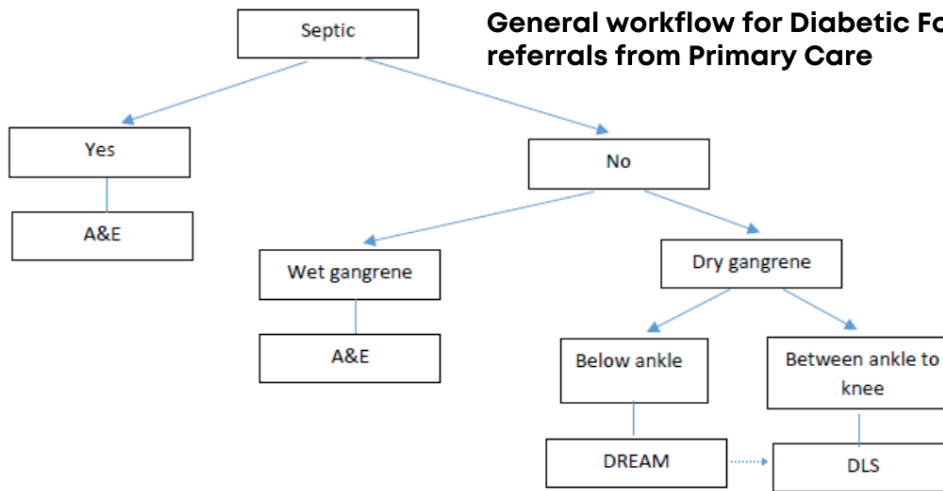 General workflow for Diabetic Fo
referrals from Primary Care
Septic
Yes
No
A&E
Wet gangrene
Dry gangrene
A&E
Below ankle
Between ankle to
knee
DREAM
DLS